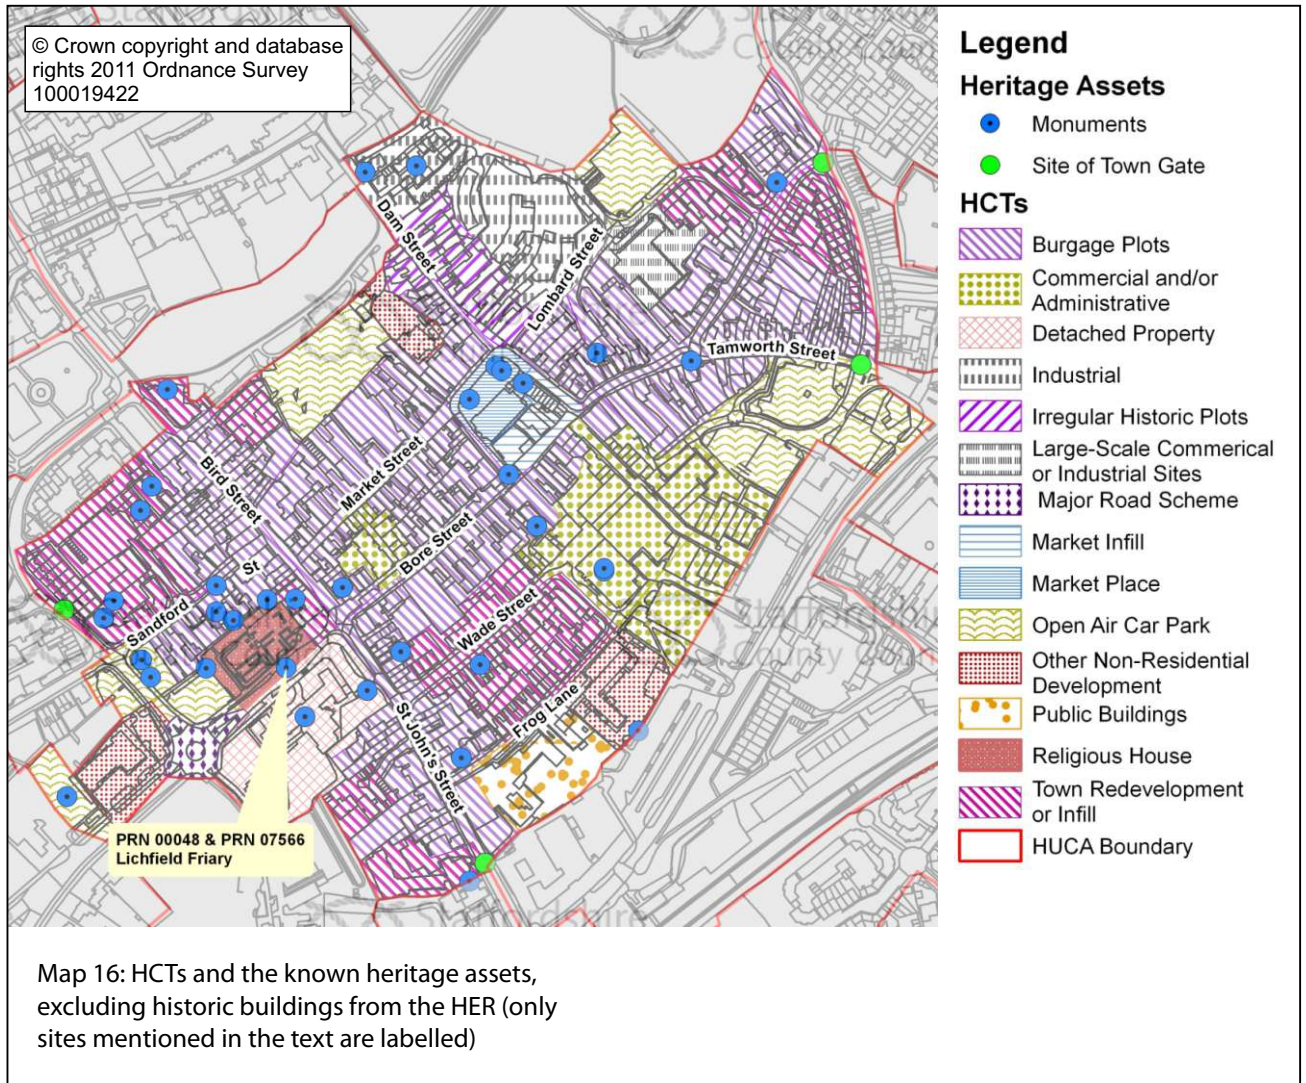 © Crown copyright and database
rights 2011 Ordnance Survey
100019422
Dam Street
Lombard Street
Tamworth Street
Bird Street
Market Street
Bore Street
St
Sandford
Wade Street
Frog Lane
St John's Street
PRN 00048 & PRN 07566
Lichfield Friary
Staffordshire
County Coun
Staffordshire
Legend
Heritage Assets
Monuments
Site of Town Gate
HCTs
Burgage Plots
Commercial and/or
Administrative
Detached Property
Industrial
Irregular Historic Plots
Large-Scale Commerical
or Industrial Sites
Major Road Scheme
Market Infill
Market Place
Open Air Car Park
Other Non-Residential
Development
Public Buildings
Religious House
Town Redevelopment
or Infill
HUCA Boundary
Map 16: HCTs and the known heritage assets,
excluding historic buildings from the HER (only
sites mentioned in the text are labelled)